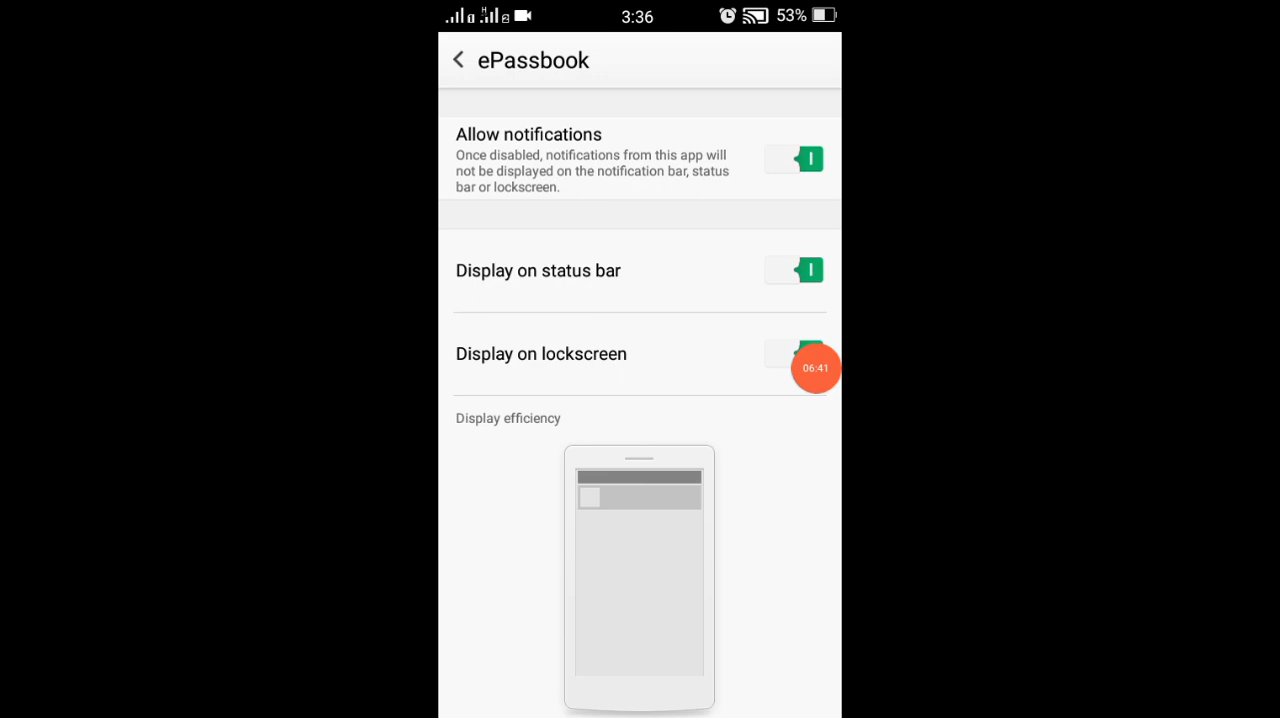 3:36 53%
ePassbook
Allow notifications
Once disabled, notifications from this app will
not be displayed on the notification bar, status
bar or lockscreen.
Display on status bar
Display on lockscreen
06:41
Display efficiency